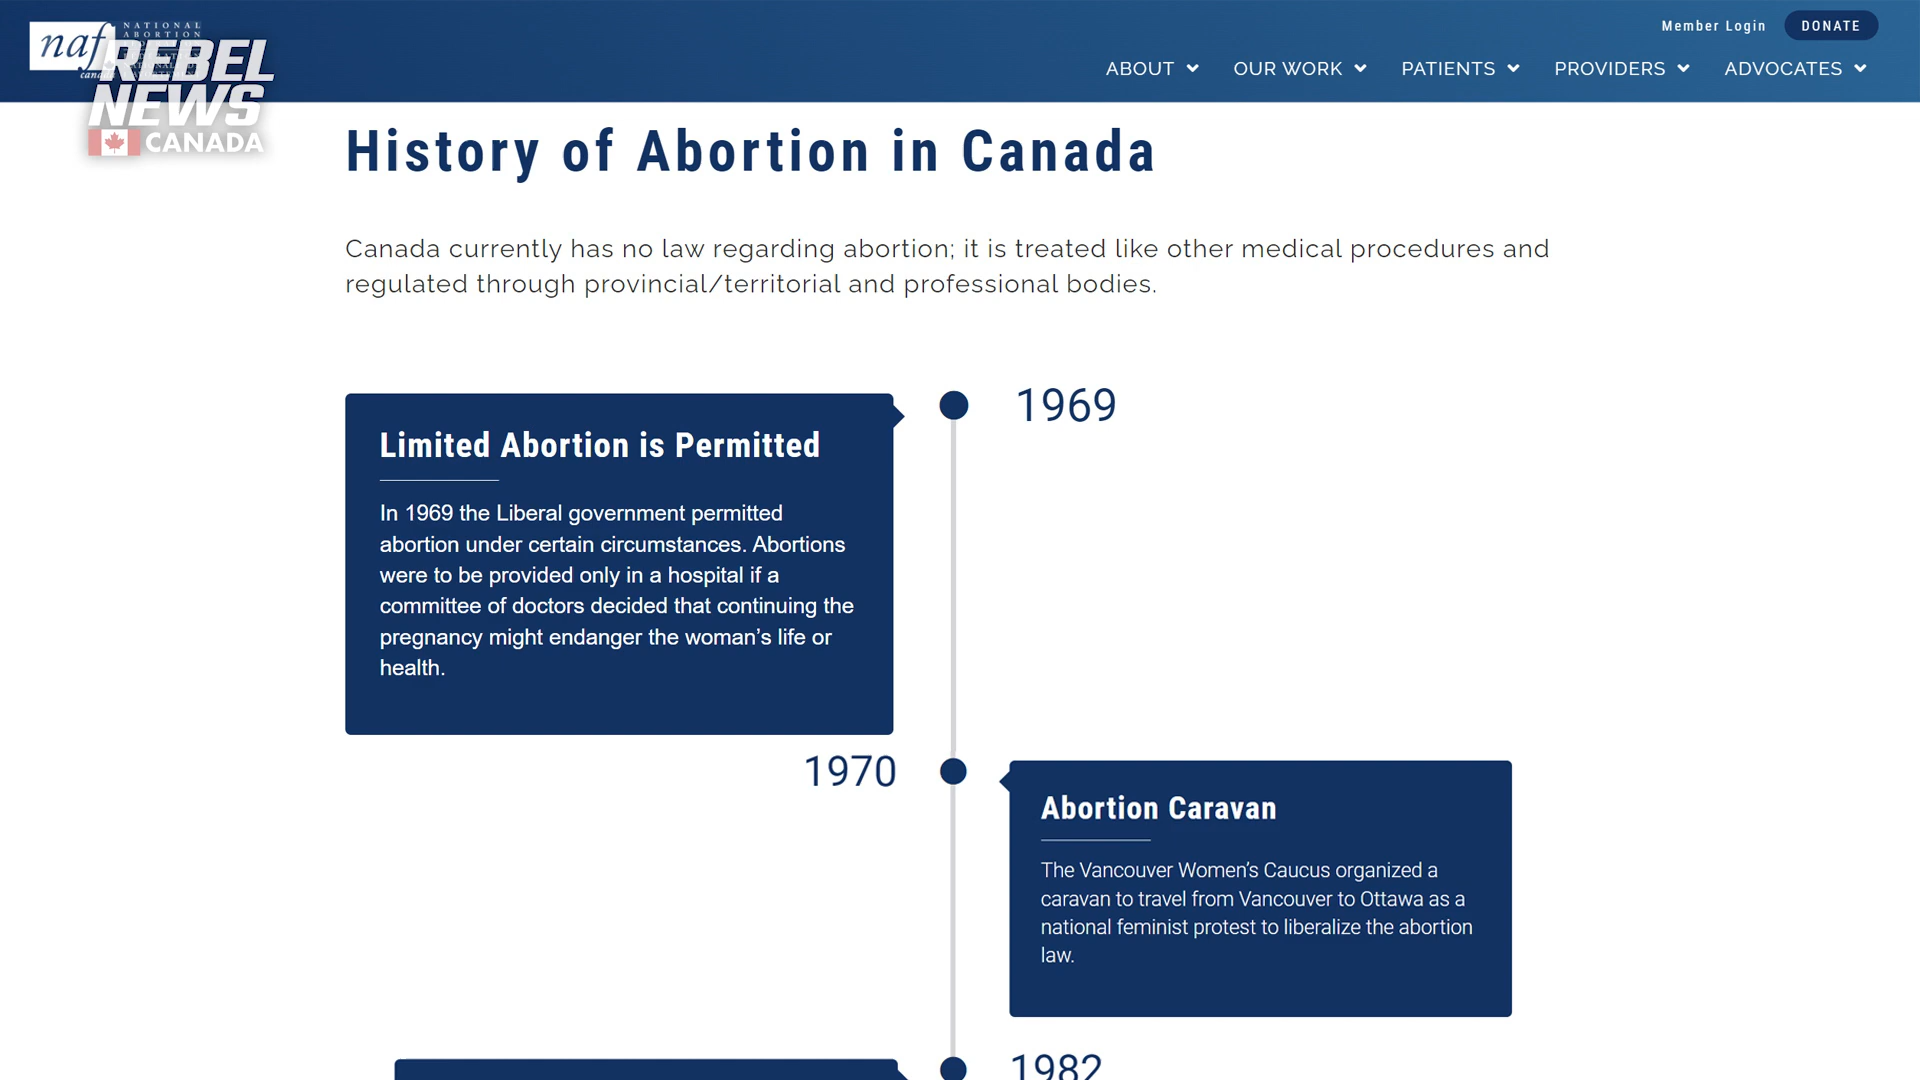 naf
canada
NATIONAL
ABORTION
REBEL
NEWS
CANADA
Member Login
DONATE
ABOUT
OUR WORK
PATIENTS
PROVIDERS
ADVOCATES
History of Abortion in Canada
Canada currently has no law regarding abortion; it is treated like other medical procedures and
regulated through provincial/territorial and professional bodies.
1969
Limited Abortion is Permitted
In 1969 the Liberal government permitted
abortion under certain circumstances. Abortions
were to be provided only in a hospital if a
committee of doctors decided that continuing the
pregnancy might endanger the woman’s life or
health.
1970
Abortion Caravan
The Vancouver Women’s Caucus organized a
caravan to travel from Vancouver to Ottawa as a
national feminist protest to liberalize the abortion
law.
1982